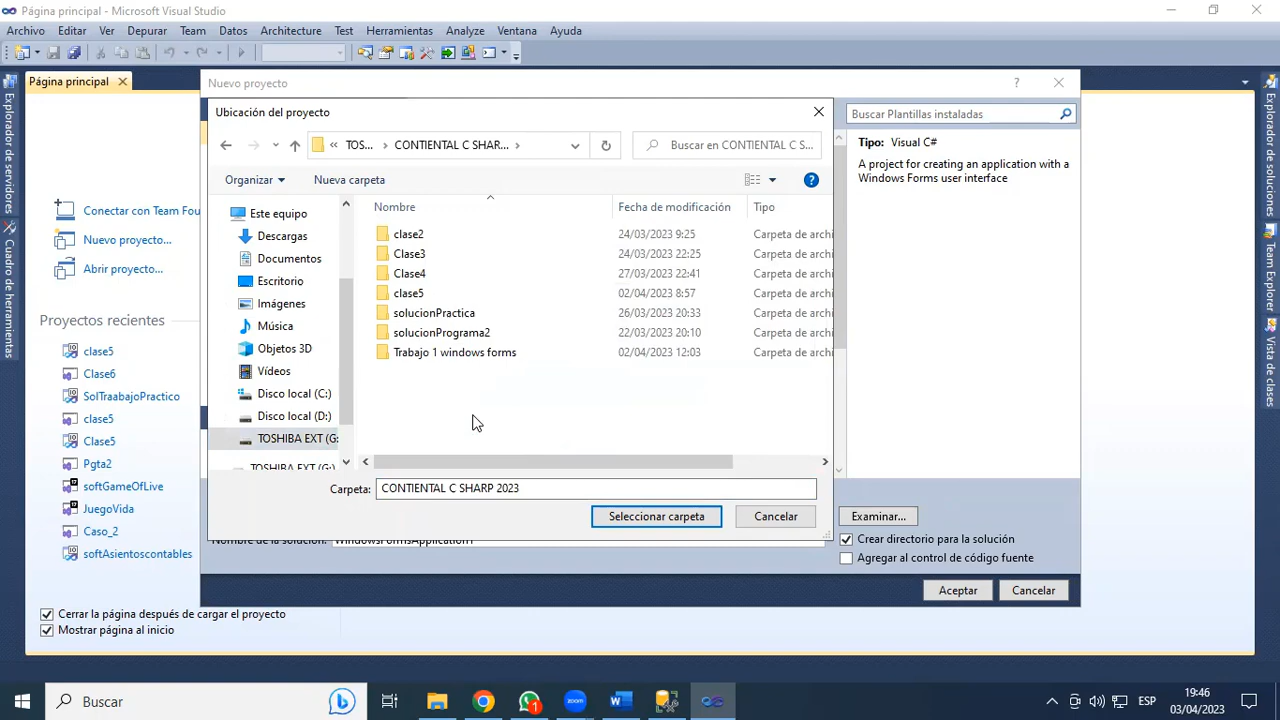 Página principal - Microsoft Visual Studio
Archivo Editar Ver Depurar Team Datos Architecture Test Herramientas Analyze Ventana Ayuda
Página principal
Explorador de servidores
Cuadro de herramientas
Conectar con Team Fou
Nuevo proyecto...
Abrir proyecto...
Proyectos recientes
clase5
Clase6
SolTraabajoPractico
clase5
Clase5
Pgta2
softGameOfLive
JuegoVida
Caso_2
softAsientoscontables
Cerrar la página después de cargar el proyecto
Mostrar página al inicio
Nuevo proyecto
Ubicación del proyecto
TOS... CONTIENTAL C SHAR...
Buscar en CONTIENTAL C S...
Organizar Nueva carpeta
Este equipo
Descargas
Documentos
Escritorio
Imágenes
Música
Objetos 3D
Vídeos
Disco local (C:)
Disco local (D:)
TOSHIBA EXT (G:
TOSHIBA EXT (G:)
Nombre Fecha de modificación Tipo
clase2 24/03/2023 9:25 Carpeta de archi
Clase3 24/03/2023 22:25 Carpeta de archi
Clase4 27/03/2023 22:41 Carpeta de archi
clase5 02/04/2023 8:57 Carpeta de archi
solucionPractica 26/03/2023 20:33 Carpeta de archi
solucionPrograma2 22/03/2023 20:10 Carpeta de archi
Trabajo 1 windows forms 02/04/2023 12:03 Carpeta de archi
Carpeta: CONTIENTAL C SHARP 2023
Seleccionar carpeta Cancelar
Buscar Plantillas instaladas
Tipo: Visual C#
A project for creating an application with a
Windows Forms user interface
Examinar...
Nombre de la solución: WindowsFormsApplication1
Crear directorio para la solución
Agregar al control de código fuente
Aceptar Cancelar
Explorador de soluciones
Team Explorer
Vista de clases
Buscar
ESP
19:46
03/04/2023